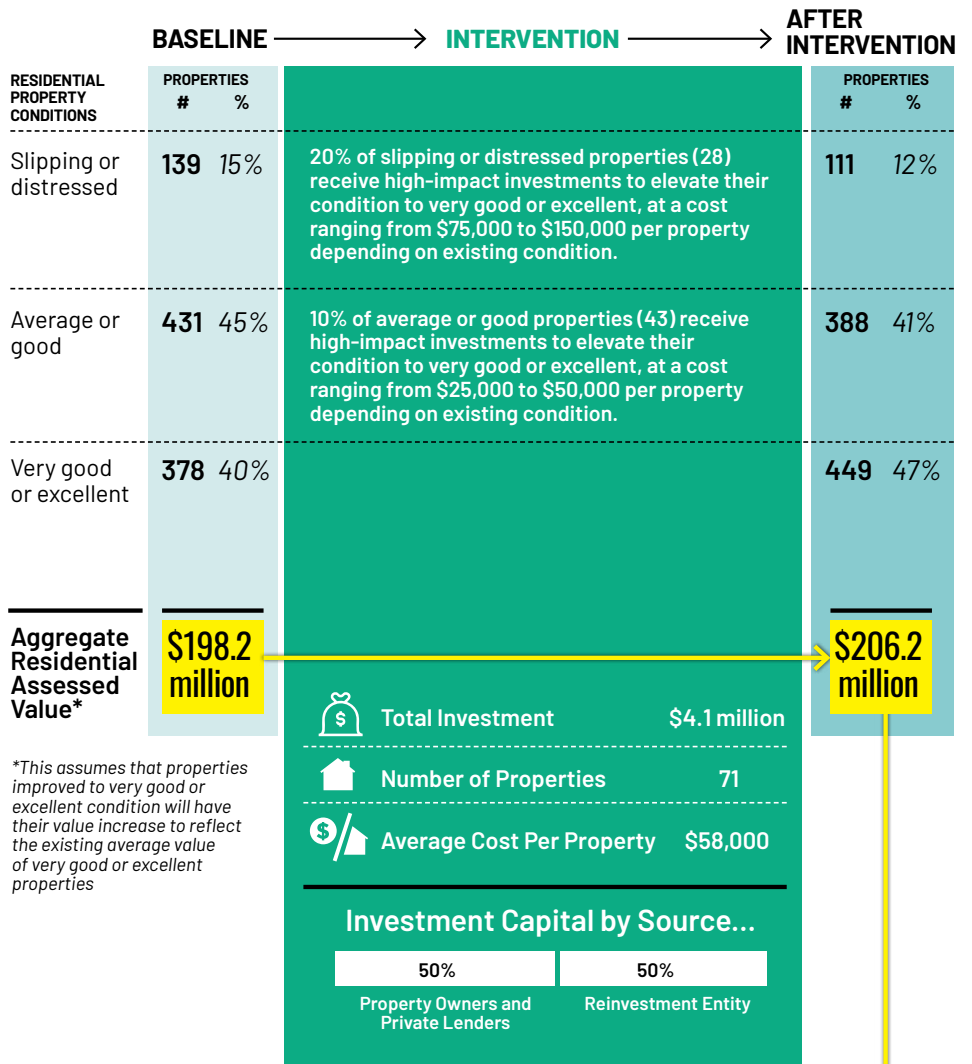 BASELINE
INTERVENTION
AFTER
INTERVENTION
RESIDENTIAL
PROPERTY
CONDITIONS
PROPERTIES
# %
PROPERTIES
# %
Slipping or
distressed
139 15%
20% of slipping or distressed properties (28)
receive high-impact investments to elevate their
condition to very good or excellent, at a cost
ranging from $75,000 to $150,000 per property
depending on existing condition.
111 12%
Average or
good
431 45%
10% of average or good properties (43) receive
high-impact investments to elevate their
condition to very good or excellent, at a cost
ranging from $25,000 to $50,000 per property
depending on existing condition.
388 41%
Very good
or excellent
378 40%
449 47%
Aggregate
Residential
Assessed
Value*
$198.2
million
$206.2
million
*This assumes that properties
improved to very good or
excellent condition will have
their value increase to reflect
the existing average value
of very good or excellent
properties
$
Total Investment $4.1 million
Number of Properties 71
$
Average Cost Per Property $58,000
Investment Capital by Source...
50%
Property Owners and
Private Lenders
50%
Reinvestment Entity